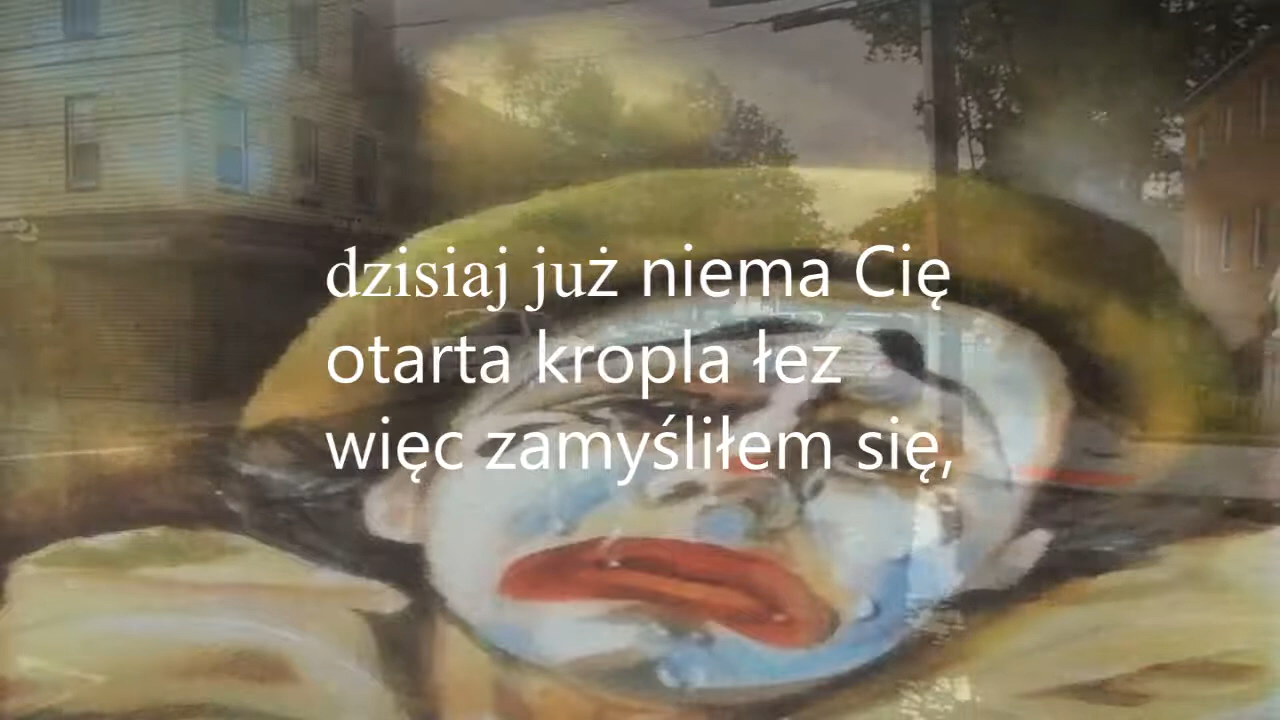 dzisiaj już niema Cię
otarta kropla łez
więc zamyśliłem się,